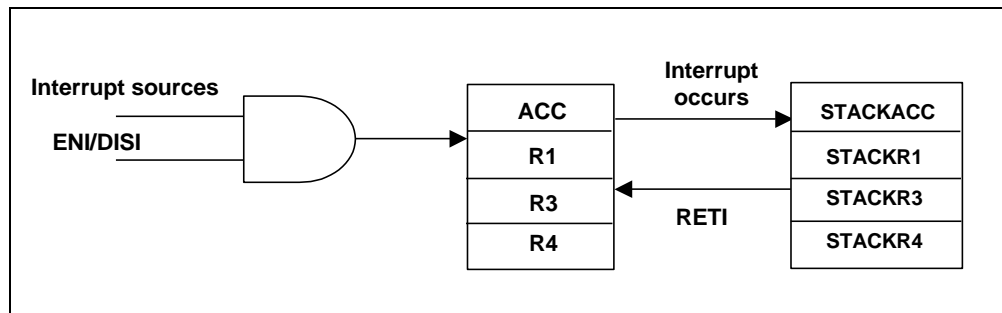 Interrupt sources
ENI/DISI
ACC
R1
R3
R4
Interrupt
occurs
RETI
STACKACC
STACKR1
STACKR3
STACKR4